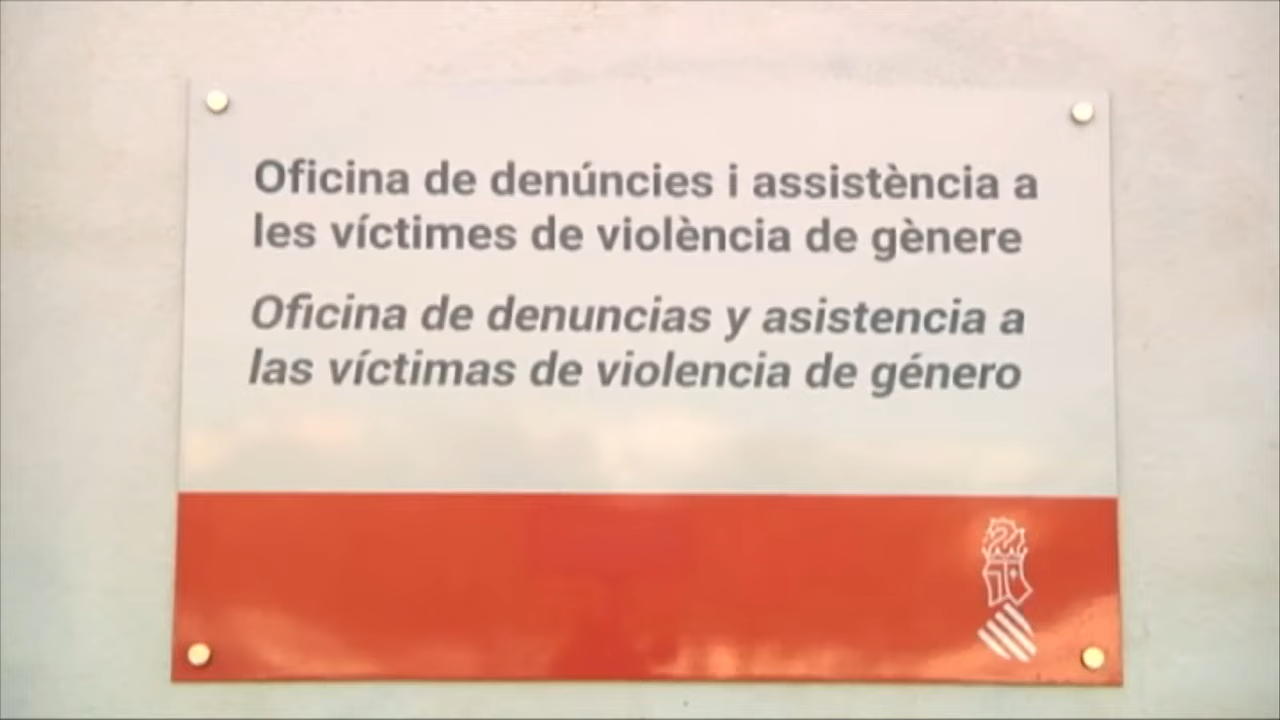 Oficina de denúncies i assistència a
les víctimes de violència de gènere
Oficina de denuncias y asistencia a
las víctimas de violencia de género